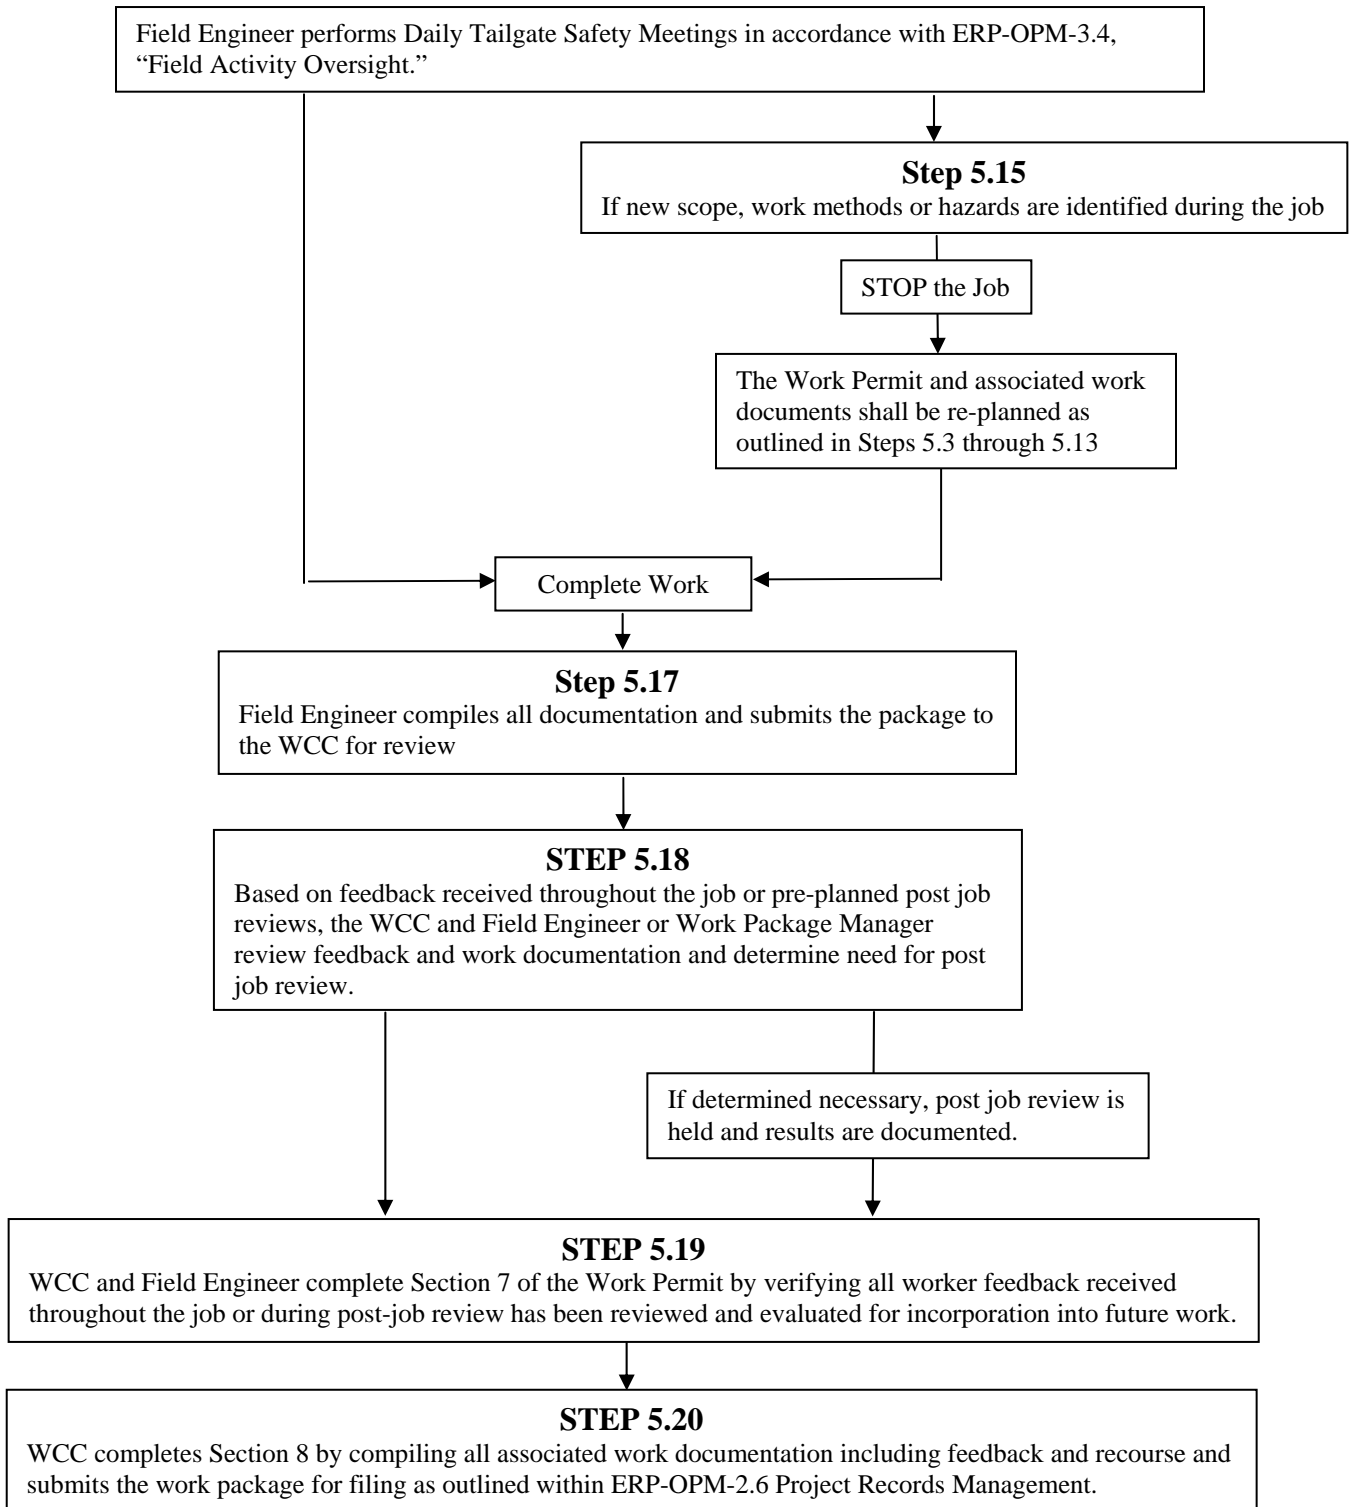 Field Engineer performs Daily Tailgate Safety Meetings in accordance with ERP-OPM-3.4,
“Field Activity Oversight.”
Step 5.15
If new scope, work methods or hazards are identified during the job
STOP the Job
The Work Permit and associated work
documents shall be re-planned as
outlined in Steps 5.3 through 5.13
Complete Work
Step 5.17
Field Engineer compiles all documentation and submits the package to
the WCC for review
STEP 5.18
Based on feedback received throughout the job or pre-planned post job
reviews, the WCC and Field Engineer or Work Package Manager
review feedback and work documentation and determine need for post
job review.
If determined necessary, post job review is
held and results are documented.
STEP 5.19
WCC and Field Engineer complete Section 7 of the Work Permit by verifying all worker feedback received
throughout the job or during post-job review has been reviewed and evaluated for incorporation into future work.
STEP 5.20
WCC completes Section 8 by compiling all associated work documentation including feedback and recourse and
submits the work package for filing as outlined within ERP-OPM-2.6 Project Records Management.